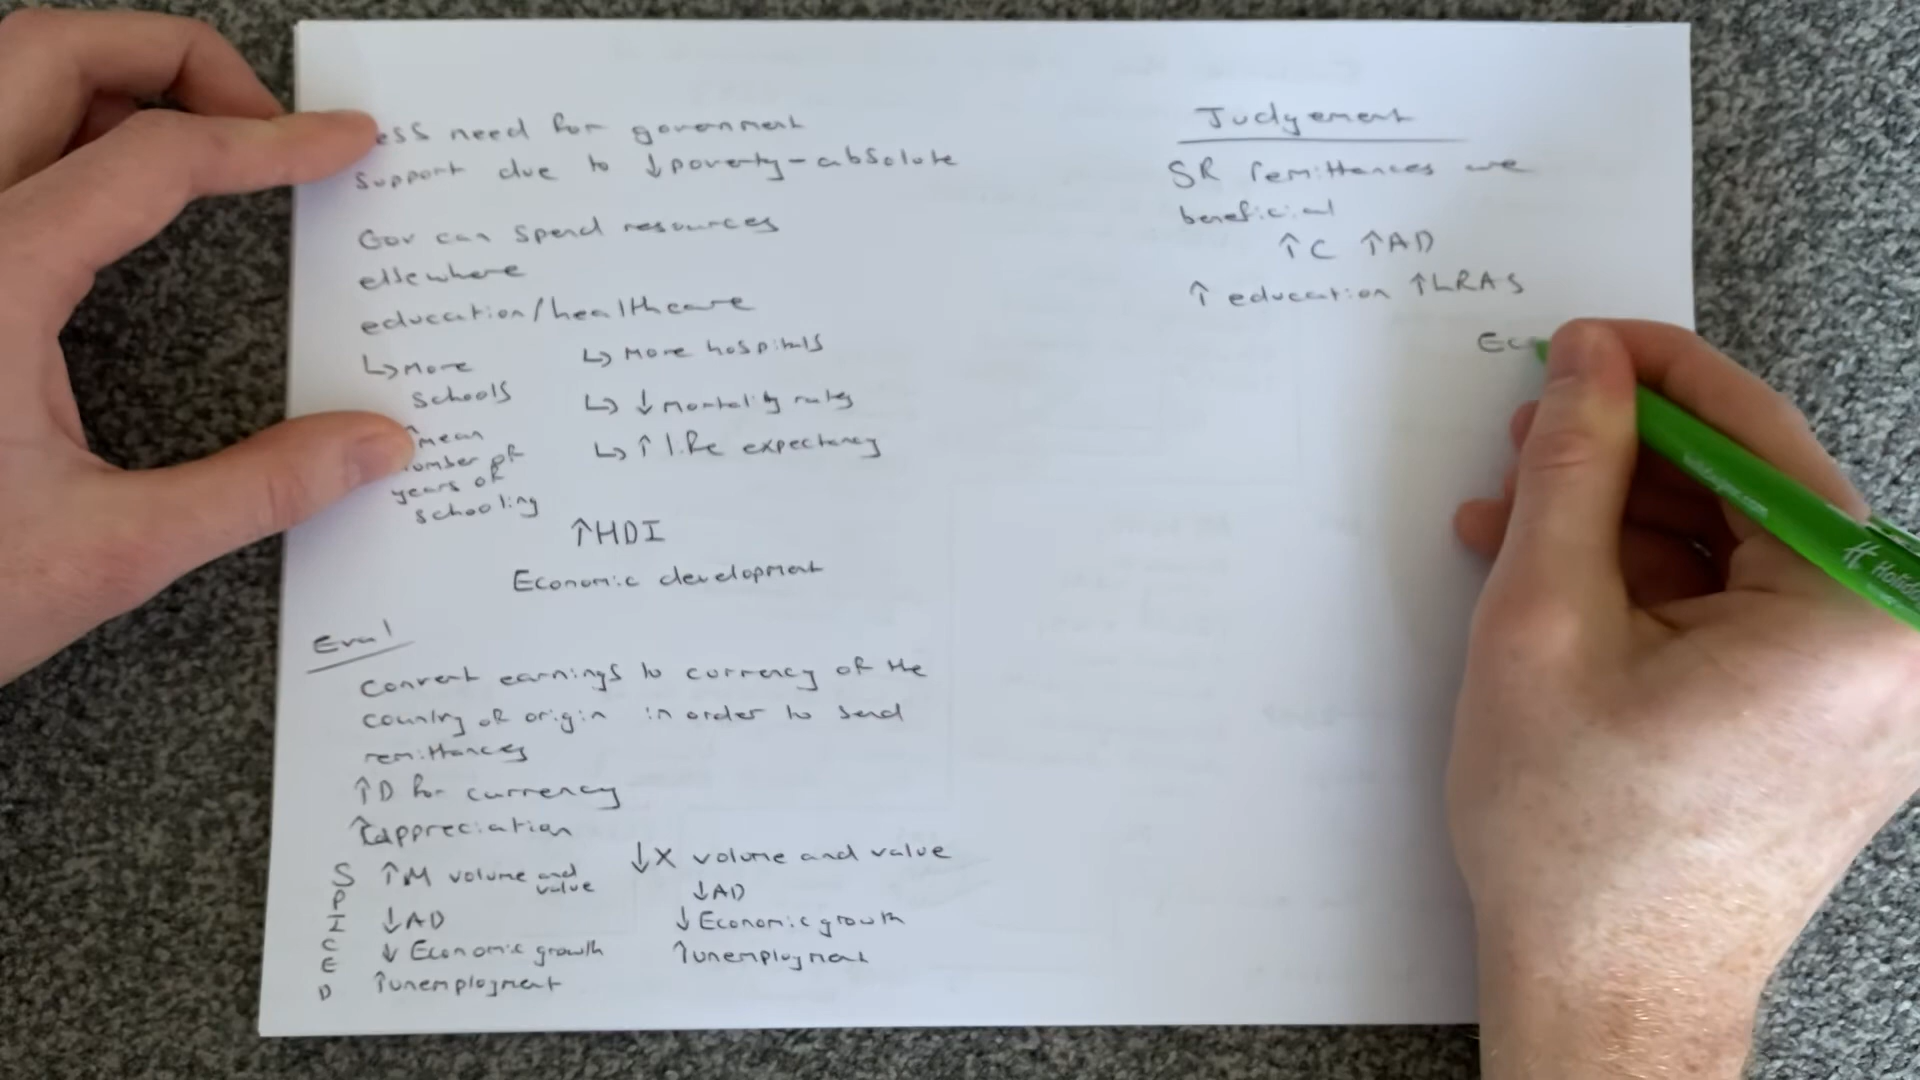 ess need for government
support due to ↓poverty-absolute
Gov can spend resources
elsewhere
education/healthcare
↳More
schools
↑mean
number of
years of
schooling
↳ More hospitals
↳ ↓ mortality rates
↳ ↑ life expectancy
↑HDI
Economic development
Eval
Convert earnings to currency of the
country of origin in order to send
remittances
↑D for currency
↑appreciation
S
P
I
C
E
D
↑M volume and value
↓AD
↓ Economic growth
↑unemployment
↓X volume and value
↓AD
↓Economic growth
↑unemployment
Judgement
SR remittances are
beneficial
↑C ↑AD
↑ education ↑LRAS
Eco